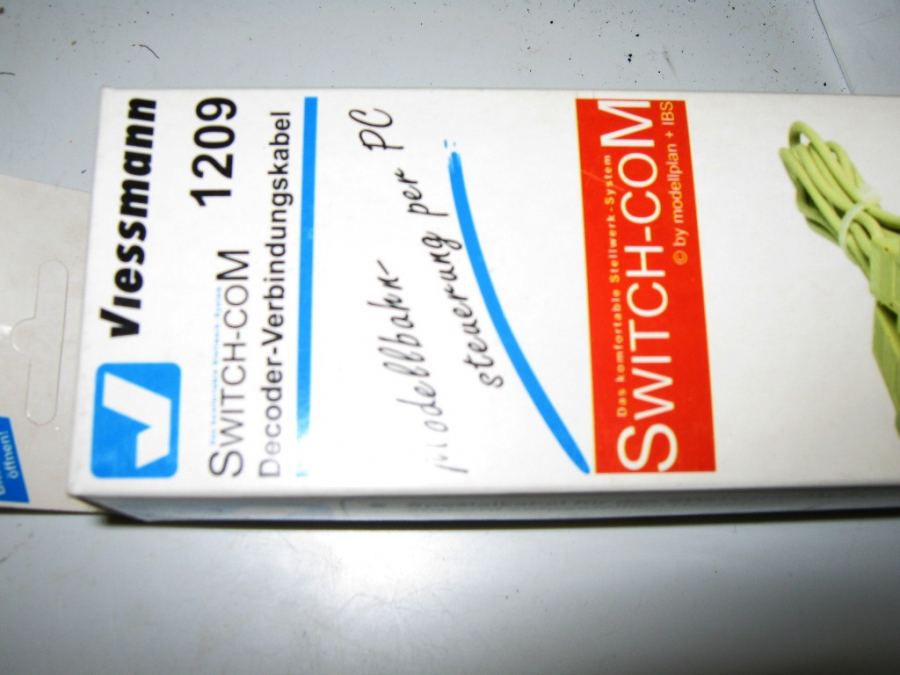 viessmann
1209
SWITCH-COM
Decoder-Verbindungskabel
Modellbahn-
steuerung per PC
Das komfortable Stellwerk-System
SWITCH-COM
© by modellplan + IBS
öffnen!